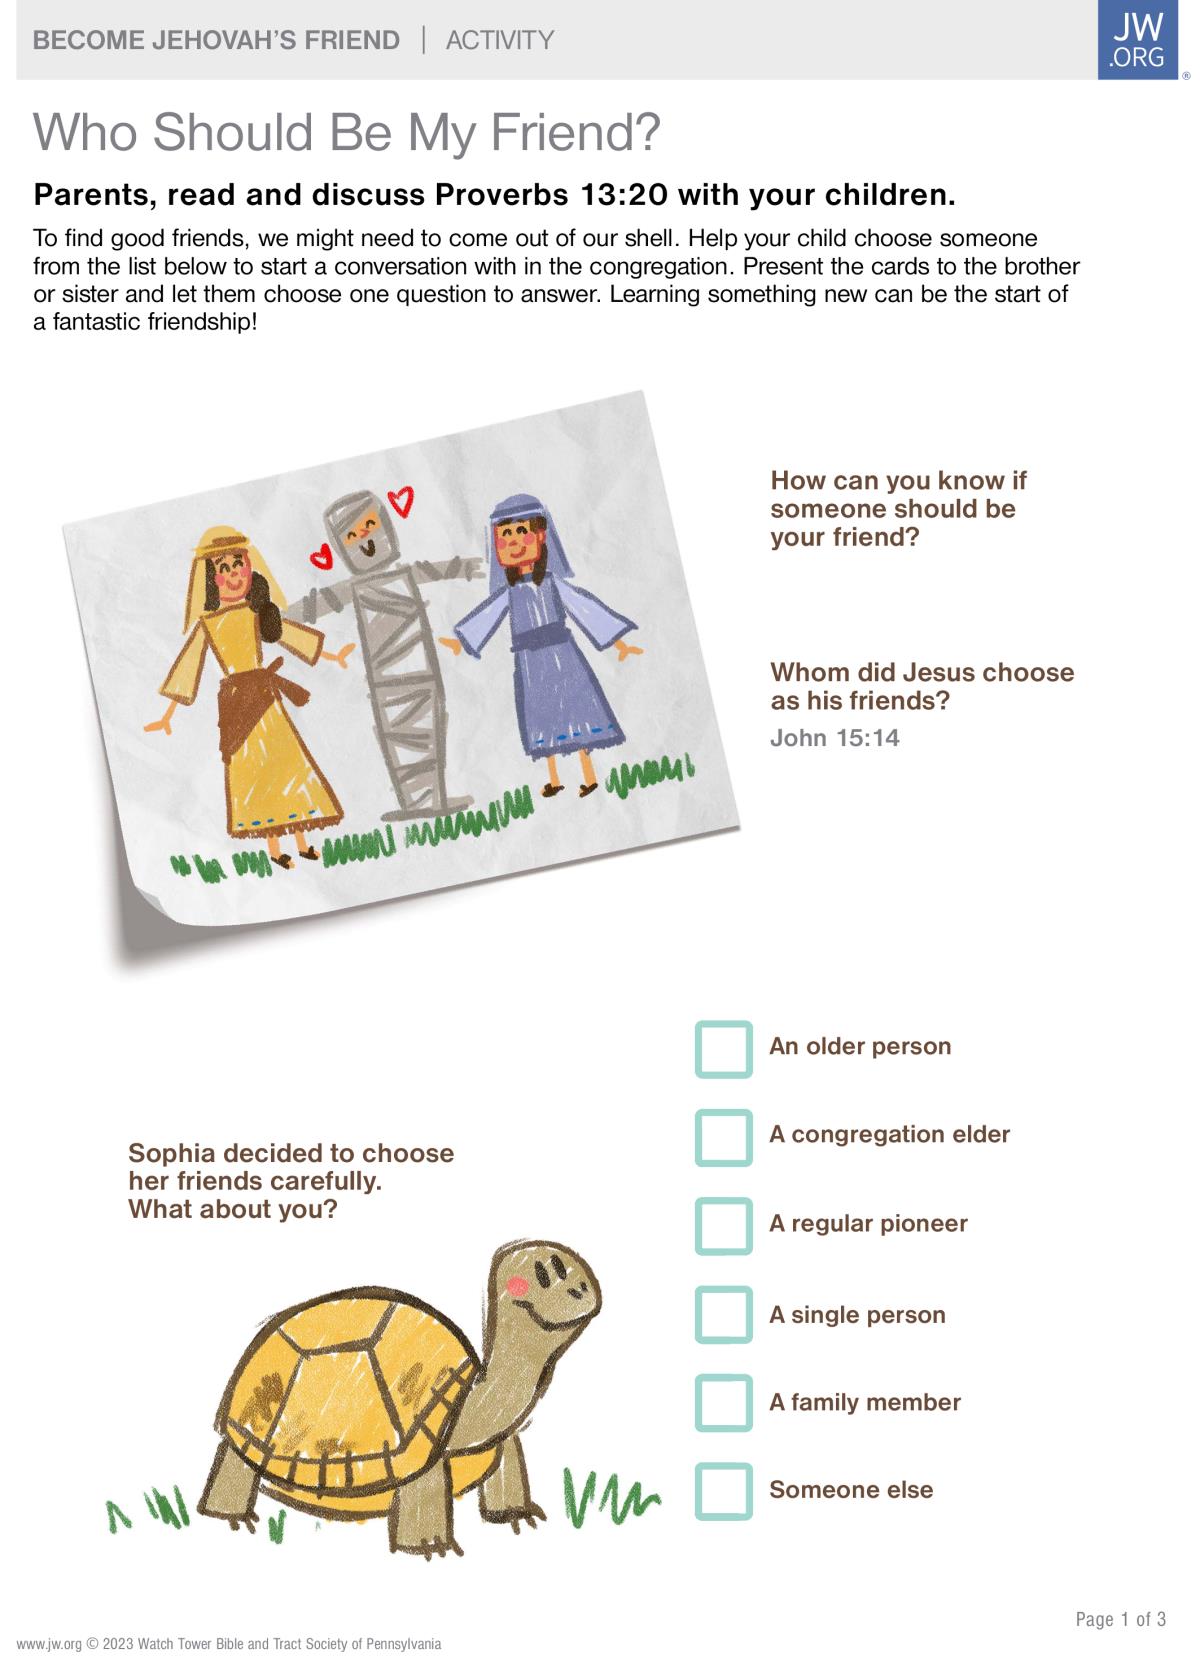 BECOME JEHOVAH’S FRIEND | ACTIVITY
JW
.ORG
®
Who Should Be My Friend?
Parents, read and discuss Proverbs 13:20 with your children.
To find good friends, we might need to come out of our shell. Help your child choose someone
from the list below to start a conversation with in the congregation. Present the cards to the brother
or sister and let them choose one question to answer. Learning something new can be the start of
a fantastic friendship!
How can you know if
someone should be
your friend?
Whom did Jesus choose
as his friends?
John 15:14
Sophia decided to choose
her friends carefully.
What about you?
An older person
A congregation elder
A regular pioneer
A single person
A family member
Someone else
Page 1 of 3
www.jw.org © 2023 Watch Tower Bible and Tract Society of Pennsylvania